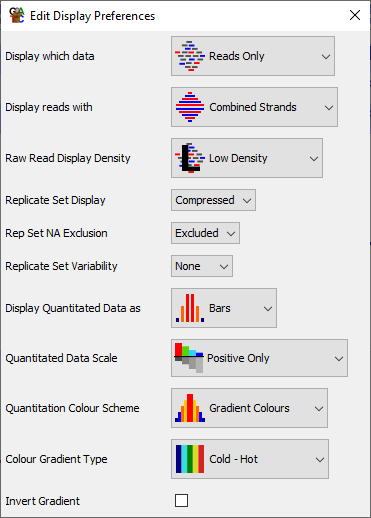 Edit Display Preferences
Display which data Reads Only
Display reads with Combined Strands
Raw Read Display Density Low Density
Replicate Set Display Compressed
Rep Set NA Exclusion Excluded
Replicate Set Variability None
Display Quantitated Data as Bars
Quantitated Data Scale Positive Only
Quantitation Colour Scheme Gradient Colours
Colour Gradient Type Cold - Hot
Invert Gradient